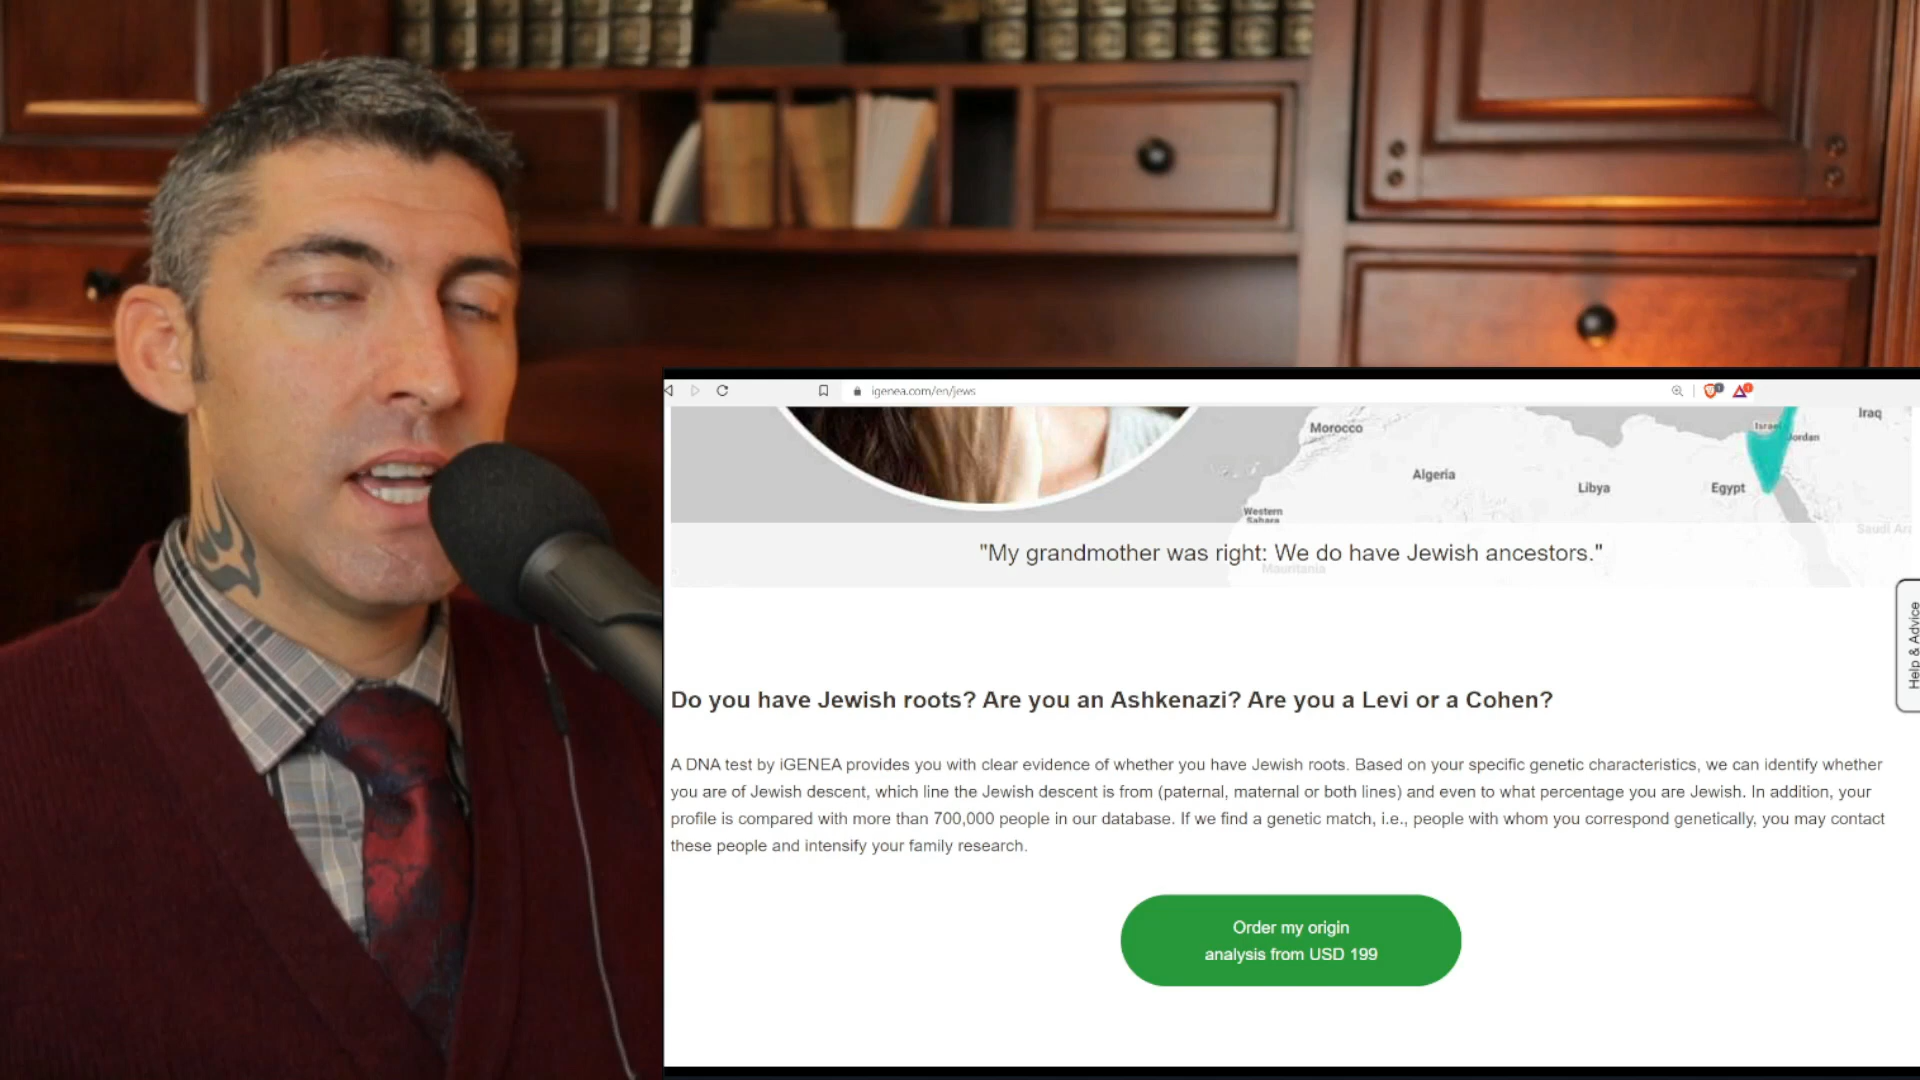 igenea.com/en/jews
Morocco
Algeria
Libya
Egypt
Israel
Jordan
Iraq
Western
Sahara
Saudi Ara
Mauritania
"My grandmother was right: We do have Jewish ancestors."
Help & Advice
Do you have Jewish roots? Are you an Ashkenazi? Are you a Levi or a Cohen?
A DNA test by iGENEA provides you with clear evidence of whether you have Jewish roots. Based on your specific genetic characteristics, we can identify whether
you are of Jewish descent, which line the Jewish descent is from (paternal, maternal or both lines) and even to what percentage you are Jewish. In addition, your
profile is compared with more than 700,000 people in our database. If we find a genetic match, i.e., people with whom you correspond genetically, you may contact
these people and intensify your family research.
Order my origin
analysis from USD 199